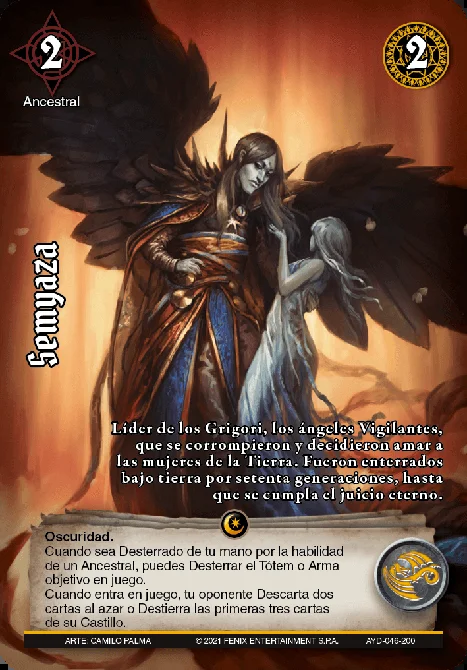 2
2
Ancestral
Semyaza
Líder de los Grigori, los ángeles Vigilantes,
que se corrompieron y decidieron amar a
las mujeres de la Tierra. Fueron enterrados
bajo tierra por setenta generaciones, hasta
que se cumpla el juicio eterno.
Oscuridad.
Cuando sea Desterrado de tu mano por la habilidad
de un Ancestral, puedes Desterrar el Tótem o Arma
objetivo en juego.
Cuando entra en juego, tu oponente Descarta dos
cartas al azar o Destierra las primeras tres cartas
de su Castillo.
ARTE: CAMILO PALMA © 2021 FENIX ENTERTAINMENT S.P.A. AYD-046-200